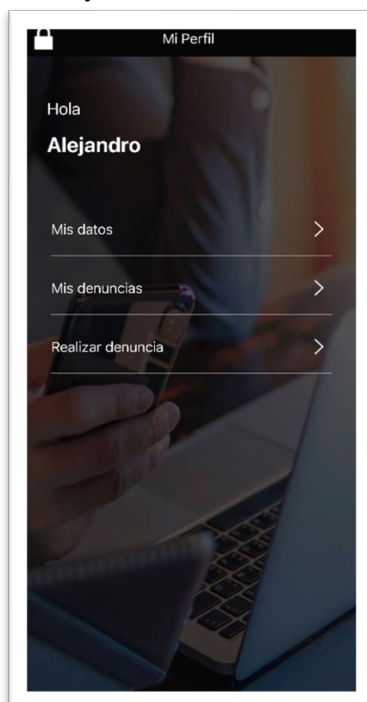 Mi Perfil
Hola
Alejandro
Mis datos
Mis denuncias
Realizar denuncia